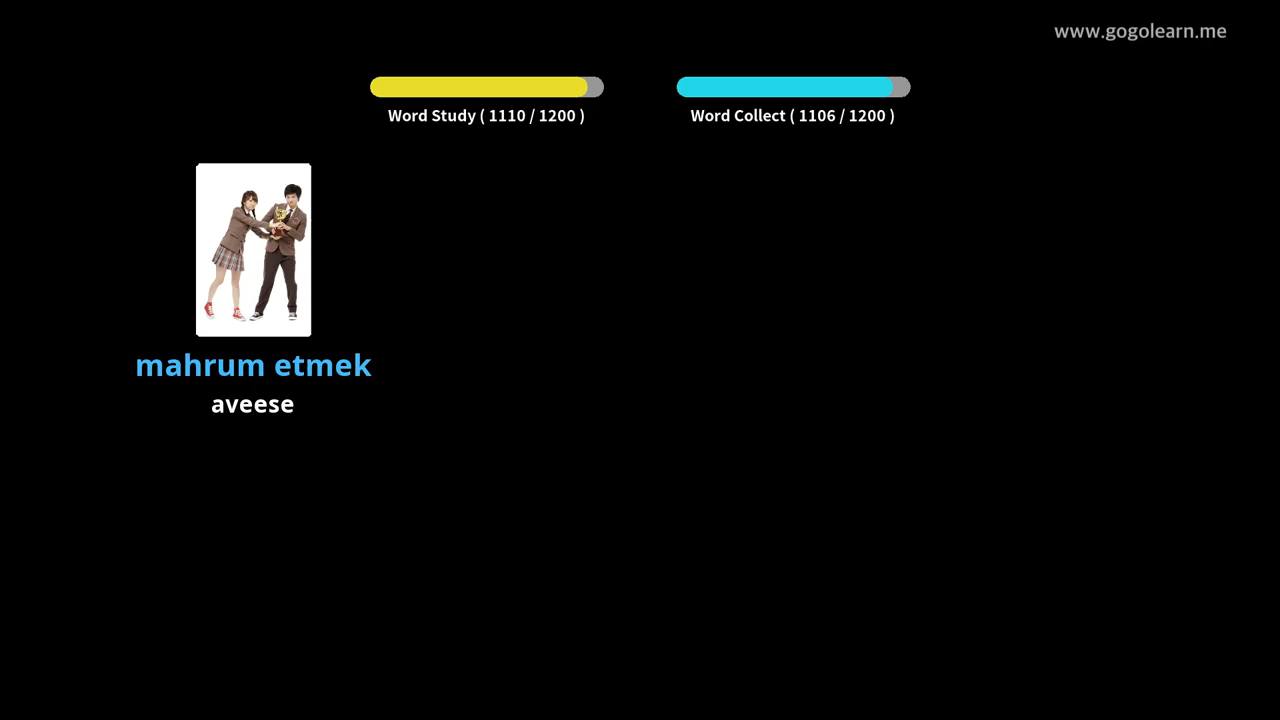 www.gogolearn.me
Word Study ( 1110 / 1200 )
Word Collect ( 1106 / 1200 )
mahrum etmek
aveese